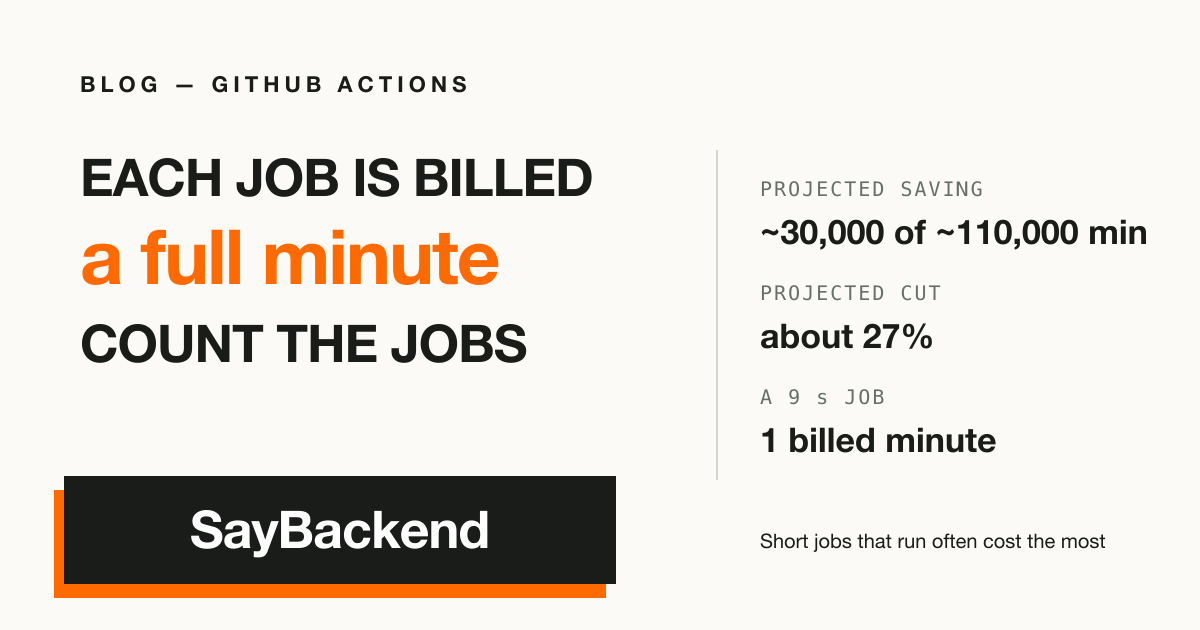 BLOG — GITHUB ACTIONS
EACH JOB IS BILLED
a full minute
COUNT THE JOBS
SayBackend
PROJECTED SAVING
~30,000 of ~110,000 min
PROJECTED CUT
about 27%
A 9 s JOB
1 billed minute
Short jobs that run often cost the most